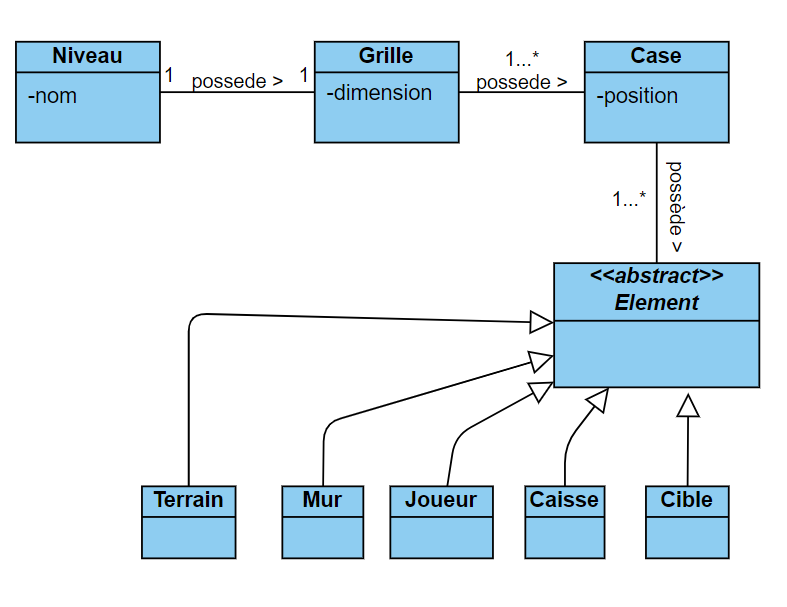 Niveau
-nom
1
possede >
1
Grille
-dimension
1...*
possede >
Case
-position
1...*
possède >
<<abstract>>
Element
Terrain
Mur
Joueur
Caisse
Cible